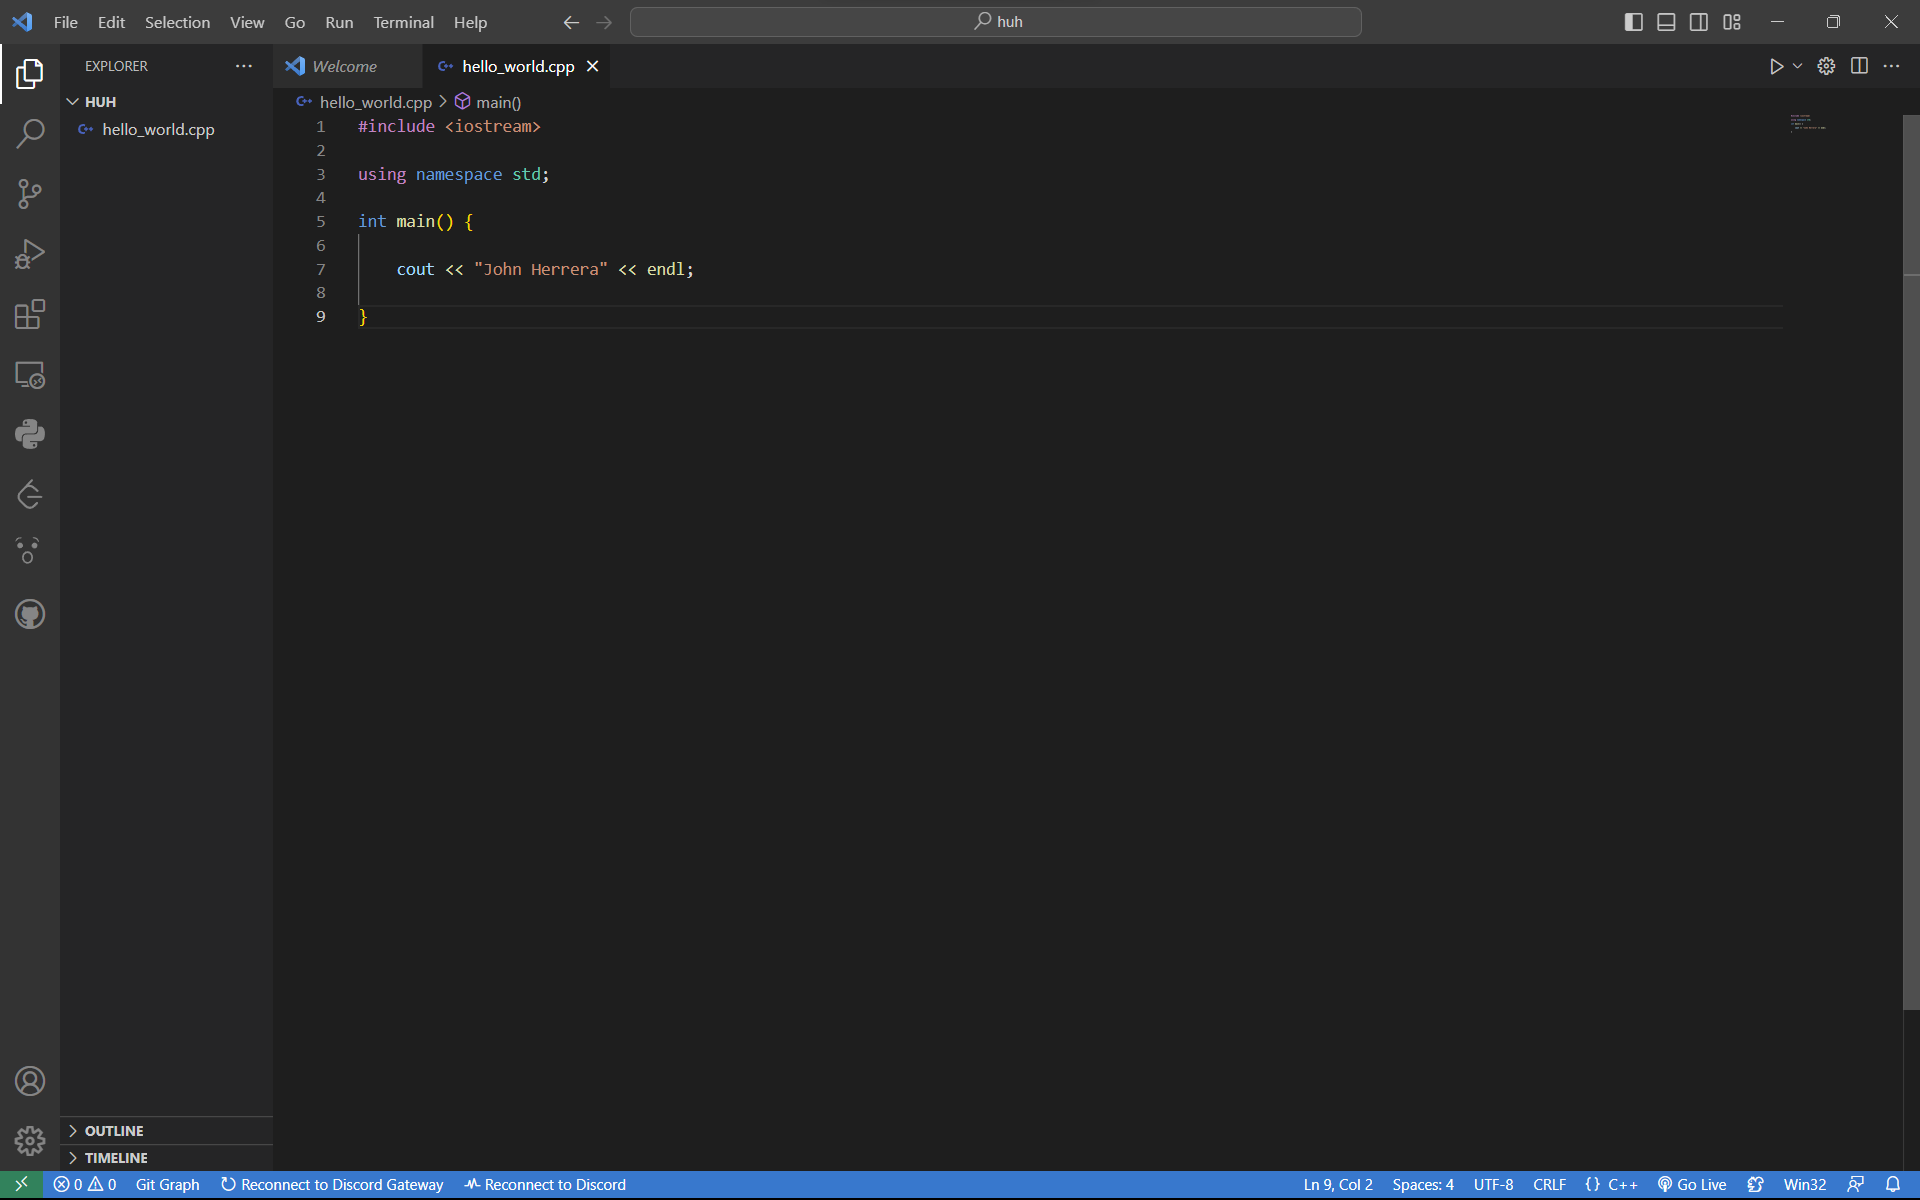 File Edit Selection View Go Run Terminal Help huh
EXPLORER
HUH
hello_world.cpp
Welcome hello_world.cpp
hello_world.cpp > main()
1 #include <iostream>
2
3 using namespace std;
4
5 int main() {
6
7 cout << "John Herrera" << endl;
8
9 }
OUTLINE
TIMELINE
0 0 Git Graph Reconnect to Discord Gateway Reconnect to Discord Ln 9, Col 2 Spaces: 4 UTF-8 CRLF {} C++ Go Live Win32